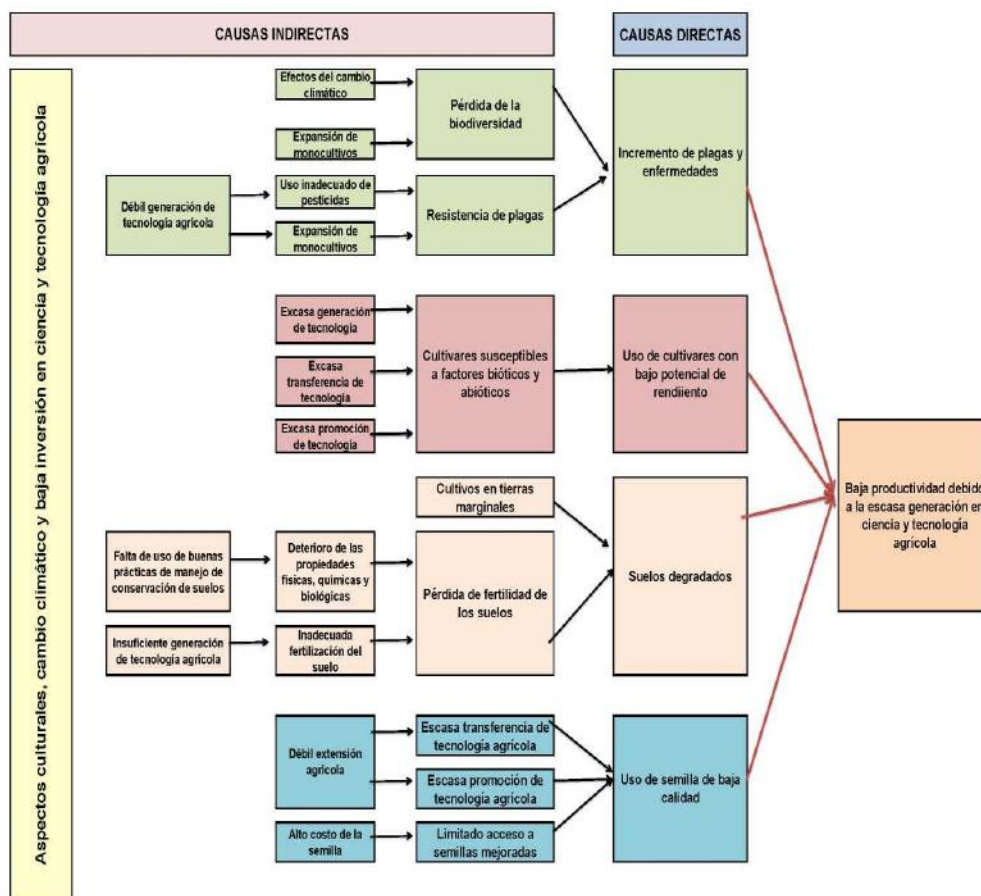 CAUSAS INDIRECTAS
CAUSAS DIRECTAS
Aspectos culturales, cambio climático y baja inversión en ciencia y tecnología agrícola
Efectos del cambio
climático
Expansión de
monocultivos
Pérdida de la
biodiversidad
Débil generación de
tecnología agrícola
Uso inadecuado de
pesticidas
Expansión de
monocultivos
Resistencia de plagas
Incremento de plagas y
enfermedades
Excasa generación
de tecnología
Excasa
transferencia de
tecnología
Excasa promoción
de tecnología
Cultivares susceptibles
a factores bióticos y
abióticos
Uso de cultivares con
bajo potencial de
rendiiento
Cultivos en tierras
marginales
Falta de uso de buenas
prácticas de manejo de
conservación de suelos
Deterioro de las
propiedades
físicas, químicas y
biológicas
Insuficiente generación
de tecnología agrícola
Inadecuada
fertilización del
suelo
Pérdida de fertilidad de
los suelos
Suelos degradados
Débil extensión
agrícola
Escasa transferencia de
tecnología agrícola
Escasa promoción de
tecnología agrícola
Alto costo de la
semilla
Limitado acceso a
semillas mejoradas
Uso de semilla de baja
calidad
Baja productividad debido
a la escasa generación en
ciencia y tecnología
agrícola